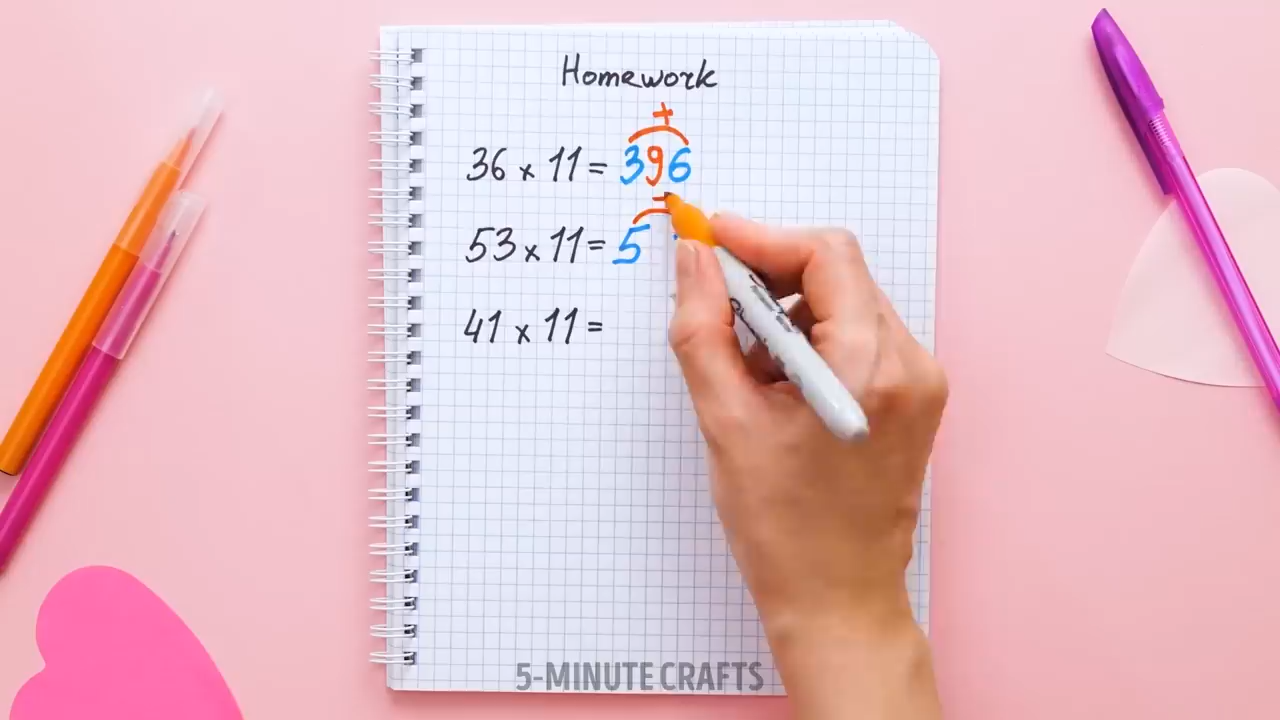 Homework
+
36 x 11 = 396
53 x 11 = 5
41 x 11 =
5-MINUTE CRAFTS